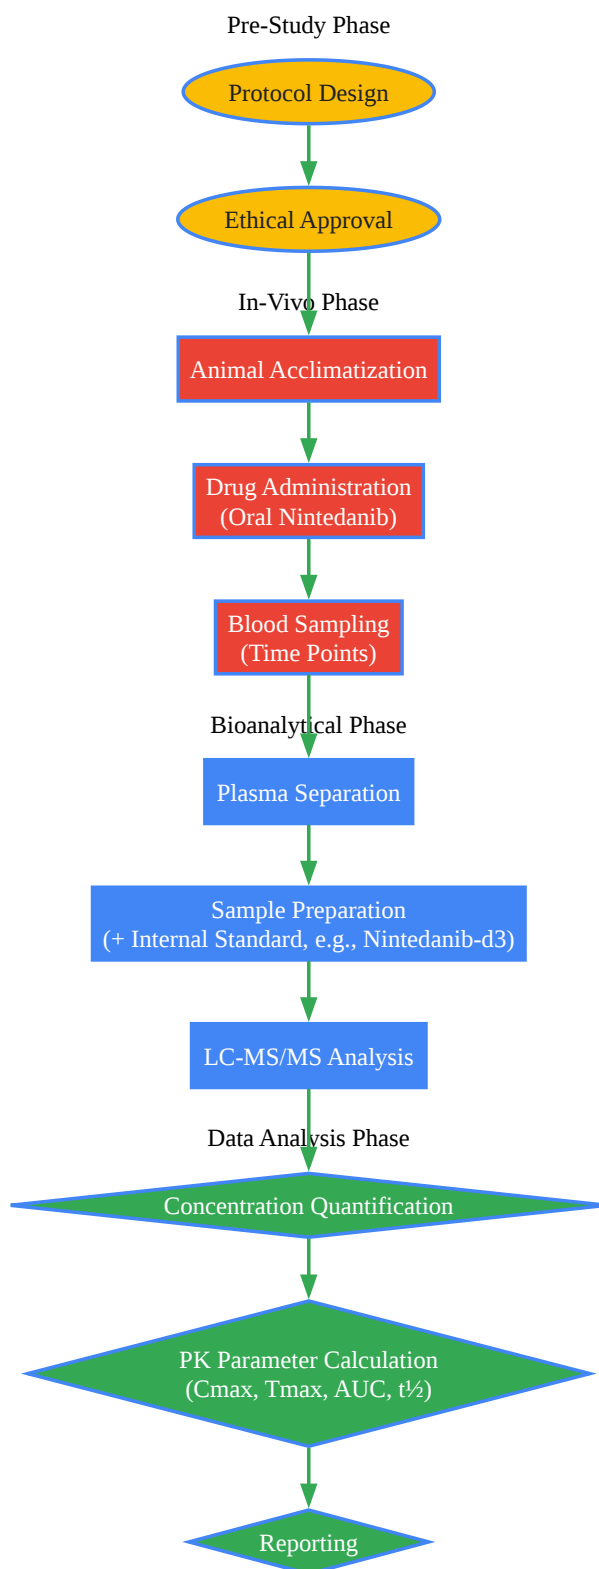 Pre-Study Phase
Protocol Design
Ethical Approval
In-Vivo Phase
Animal Acclimatization
Drug Administration
(Oral Nintedanib)
Blood Sampling
(Time Points)
Bioanalytical Phase
Plasma Separation
Sample Preparation
(+ Internal Standard, e.g., Nintedanib-d3)
LC-MS/MS Analysis
Data Analysis Phase
Concentration Quantification
PK Parameter Calculation
(Cmax, Tmax, AUC, t½)
Reporting